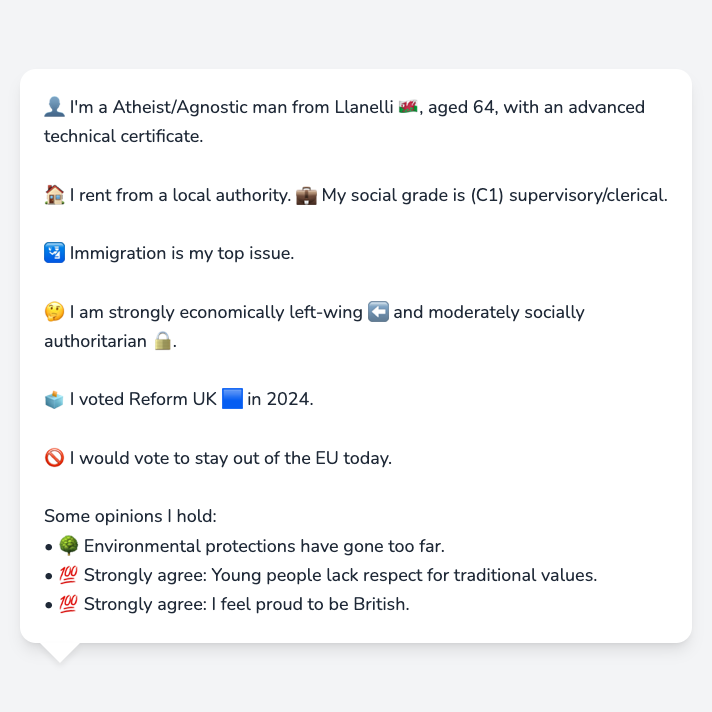 👤 I'm a Atheist/Agnostic man from Llanelli 🏴󠁧󠁢󠁷󠁬󠁳󠁿, aged 64, with an advanced
technical certificate.
🏠 I rent from a local authority. 💼 My social grade is (C1) supervisory/clerical.
🛂 Immigration is my top issue.
🤔 I am strongly economically left-wing ⬅️ and moderately socially
authoritarian 🔒.
🗳️ I voted Reform UK 🟦 in 2024.
🚫 I would vote to stay out of the EU today.
Some opinions I hold:
• 🌳 Environmental protections have gone too far.
• 💯 Strongly agree: Young people lack respect for traditional values.
• 💯 Strongly agree: I feel proud to be British.